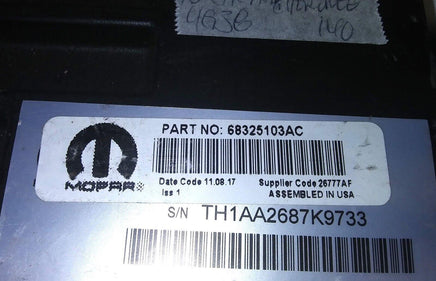 4G3B 140
PART NO: 68325103AC
MOPAR
Date Code 11.08.17 Supplier Code 26777AF
Iss 1 ASSEMBLED IN USA
S/N TH1AA2687K9733